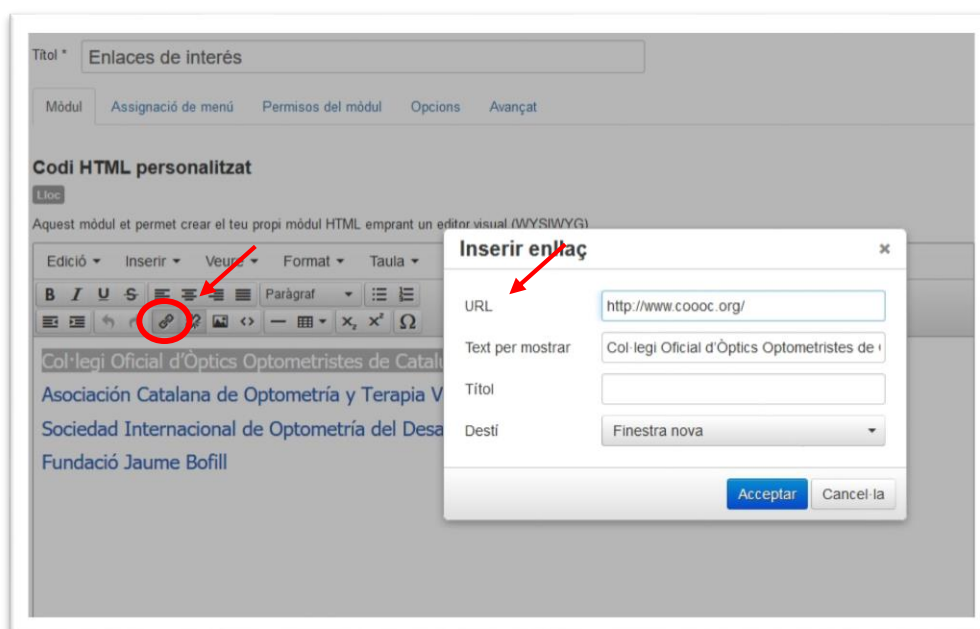 Títol * Enlaces de interés
Mòdul Assignació de menú Permisos del mòdul Opcions Avançat
Codi HTML personalitzat
Lloc
Aquest mòdul et permet crear el teu propi mòdul HTML emprant un editor visual (WYSIWYG)
Edició Inserir Veure Format Taula
B I U S Paràgraf
x₂ x² Ω
Col·legi Oficial d'Òptics Optometristes de
Asociación Catalana de Optometría y Terapia V
Sociedad Internacional de Optometría del Desa
Fundació Jaume Bofill
Inserir enllaç ×
URL http://www.coooc.org/
Text per mostrar Col·legi Oficial d'Òptics Optometristes de
Títol
Destí Finestra nova
Acceptar Cancel·la